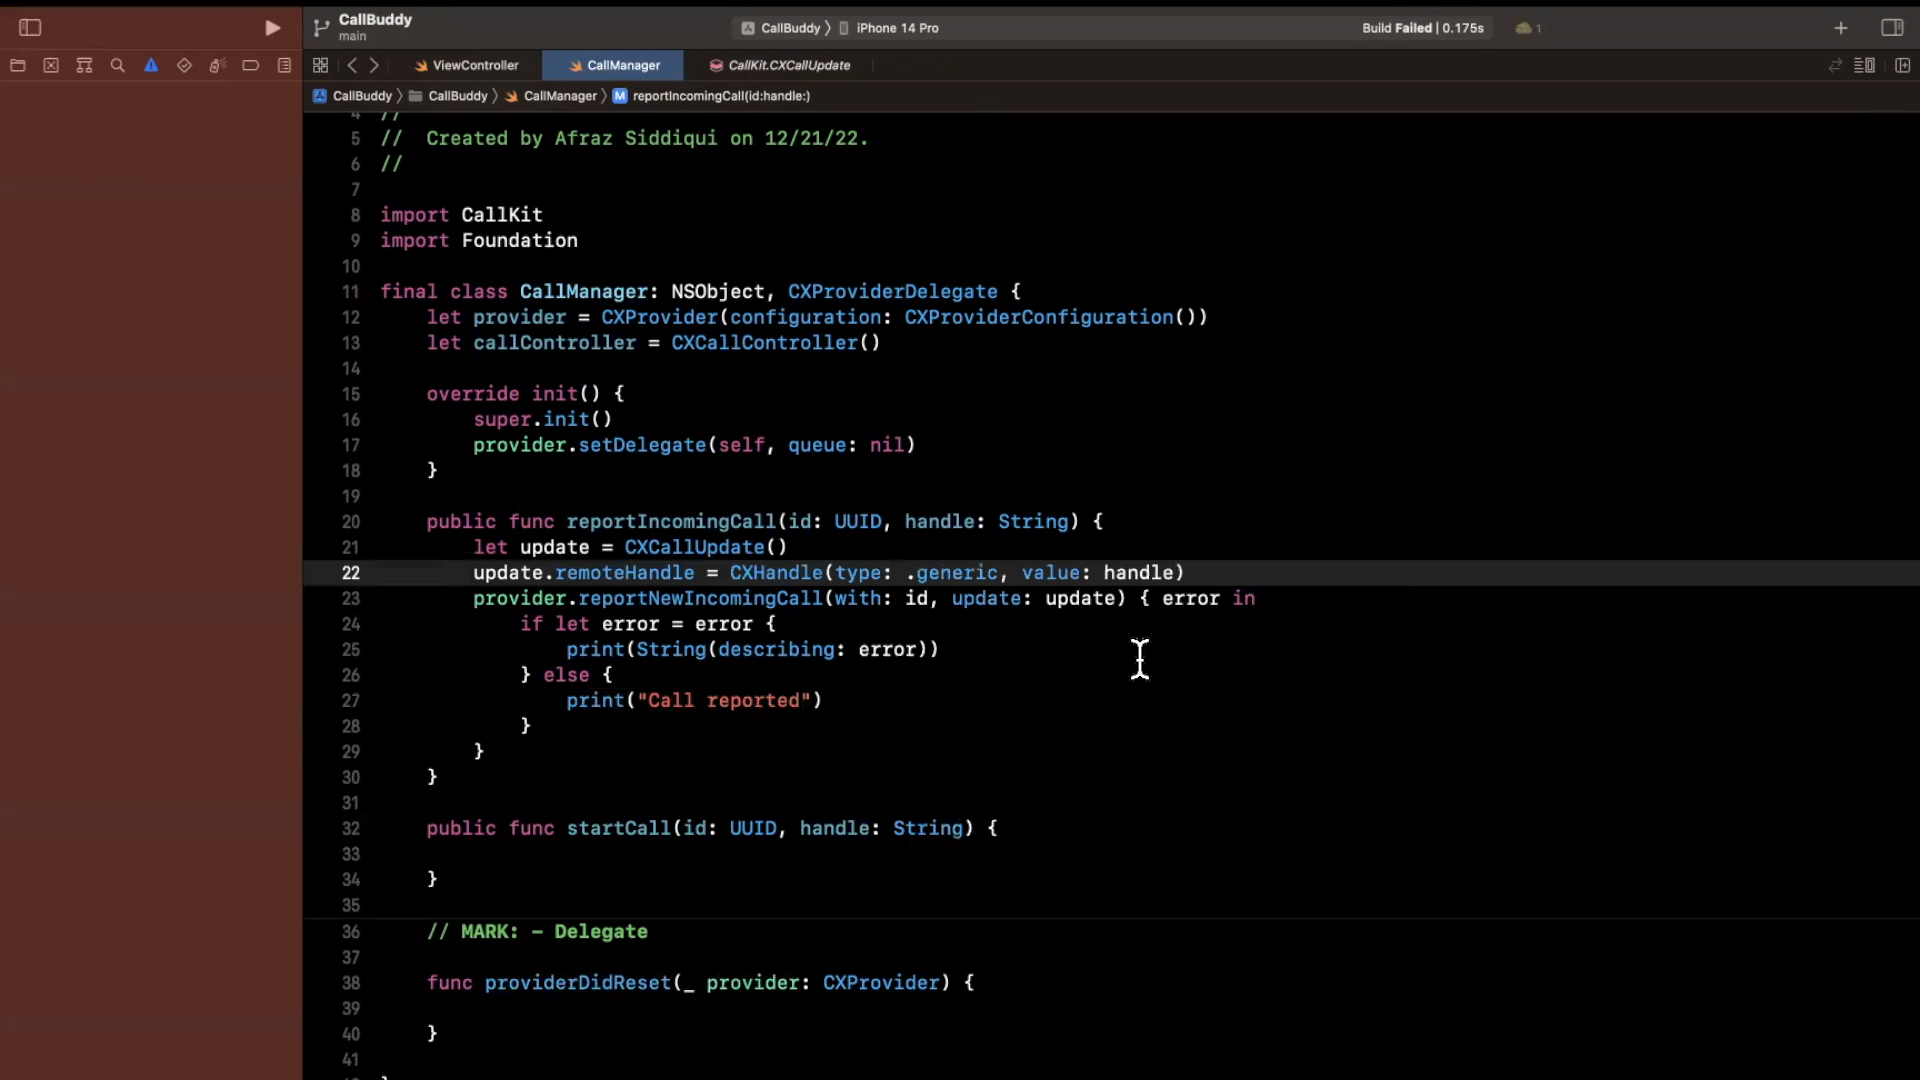 CallBuddy
main
CallBuddy 〉 iPhone 14 Pro
Build Failed | 0.175s
1
ViewController
CallManager
CallKit.CXCallUpdate
CallBuddy 〉 CallBuddy 〉 CallManager 〉 M reportIncomingCall(id:handle:)
4 //
5 //  Created by Afraz Siddiqui on 12/21/22.
6 //
7
8 import CallKit
9 import Foundation
10
11 final class CallManager: NSObject, CXProviderDelegate {
12     let provider = CXProvider(configuration: CXProviderConfiguration())
13     let callController = CXCallController()
14
15     override init() {
16         super.init()
17         provider.setDelegate(self, queue: nil)
18     }
19
20     public func reportIncomingCall(id: UUID, handle: String) {
21         let update = CXCallUpdate()
22         update.remoteHandle = CXHandle(type: .generic, value: handle)
23         provider.reportNewIncomingCall(with: id, update: update) { error in
24             if let error = error {
25                 print(String(describing: error))
26             } else {
27                 print("Call reported")
28             }
29         }
30     }
31
32     public func startCall(id: UUID, handle: String) {
33
34     }
35
36     // MARK: - Delegate
37
38     func providerDidReset(_ provider: CXProvider) {
39
40     }
41